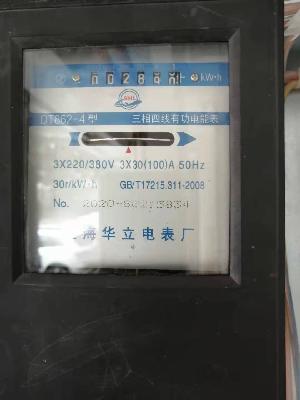 kW·h
DT862-4型 三相四线有功电能表
3X220/380V 3X30(100)A 50Hz
30r/kW·h GB/T17215.311-2008
No.
海华立电表厂